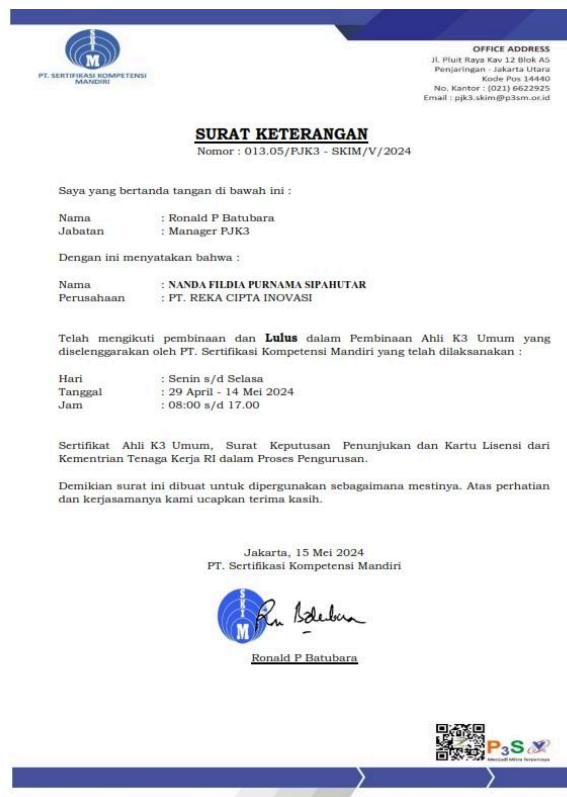 SKIM
PT. SERTIFIKASI KOMPETENSI
MANDIRI
OFFICE ADDRESS
Jl. Pluit Raya Kav 12 Blok A5
Penjaringan - Jakarta Utara
Kode Pos 14440
No. Kantor : (021) 6622925
Email : pjk3.skim@p3sm.or.id
SURAT KETERANGAN
Nomor : 013.05/PJK3 - SKIM/V/2024
Saya yang bertanda tangan di bawah ini :
Nama : Ronald P Batubara
Jabatan : Manager PJK3
Dengan ini menyatakan bahwa :
Nama : NANDA FILDIA PURNAMA SIPAHUTAR
Perusahaan : PT. REKA CIPTA INOVASI
Telah mengikuti pembinaan dan Lulus dalam Pembinaan Ahli K3 Umum yang
diselenggarakan oleh PT. Sertifikasi Kompetensi Mandiri yang telah dilaksanakan :
Hari : Senin s/d Selasa
Tanggal : 29 April - 14 Mei 2024
Jam : 08:00 s/d 17.00
Sertifikat Ahli K3 Umum, Surat Keputusan Penunjukan dan Kartu Lisensi dari
Kementrian Tenaga Kerja RI dalam Proses Pengurusan.
Demikian surat ini dibuat untuk dipergunakan sebagaimana mestinya. Atas perhatian
dan kerjasamanya kami ucapkan terima kasih.
Jakarta, 15 Mei 2024
PT. Sertifikasi Kompetensi Mandiri
SKIM
Ronald P Batubara
P3S
Menjadi Mitra Terpercaya